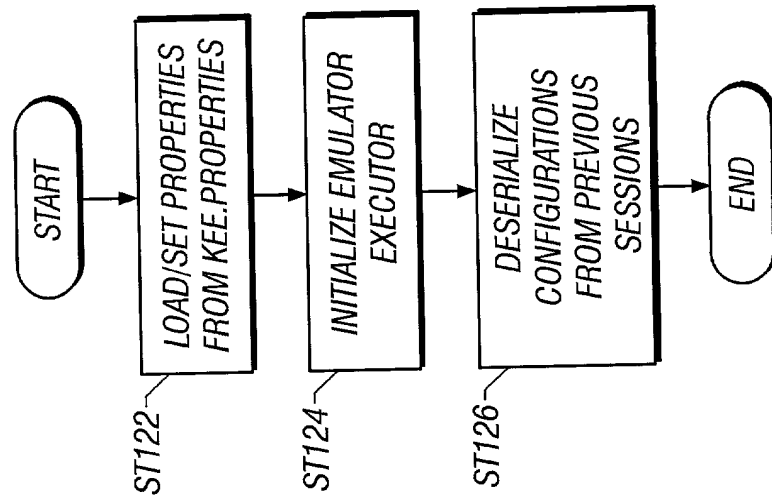 START
ST122
LOAD/SET PROPERTIES
FROM KEE.PROPERTIES
ST124
INITIALIZE EMULATOR
EXECUTOR
ST126
DESERIALIZE
CONFIGURATIONS
FROM PREVIOUS
SESSIONS
END